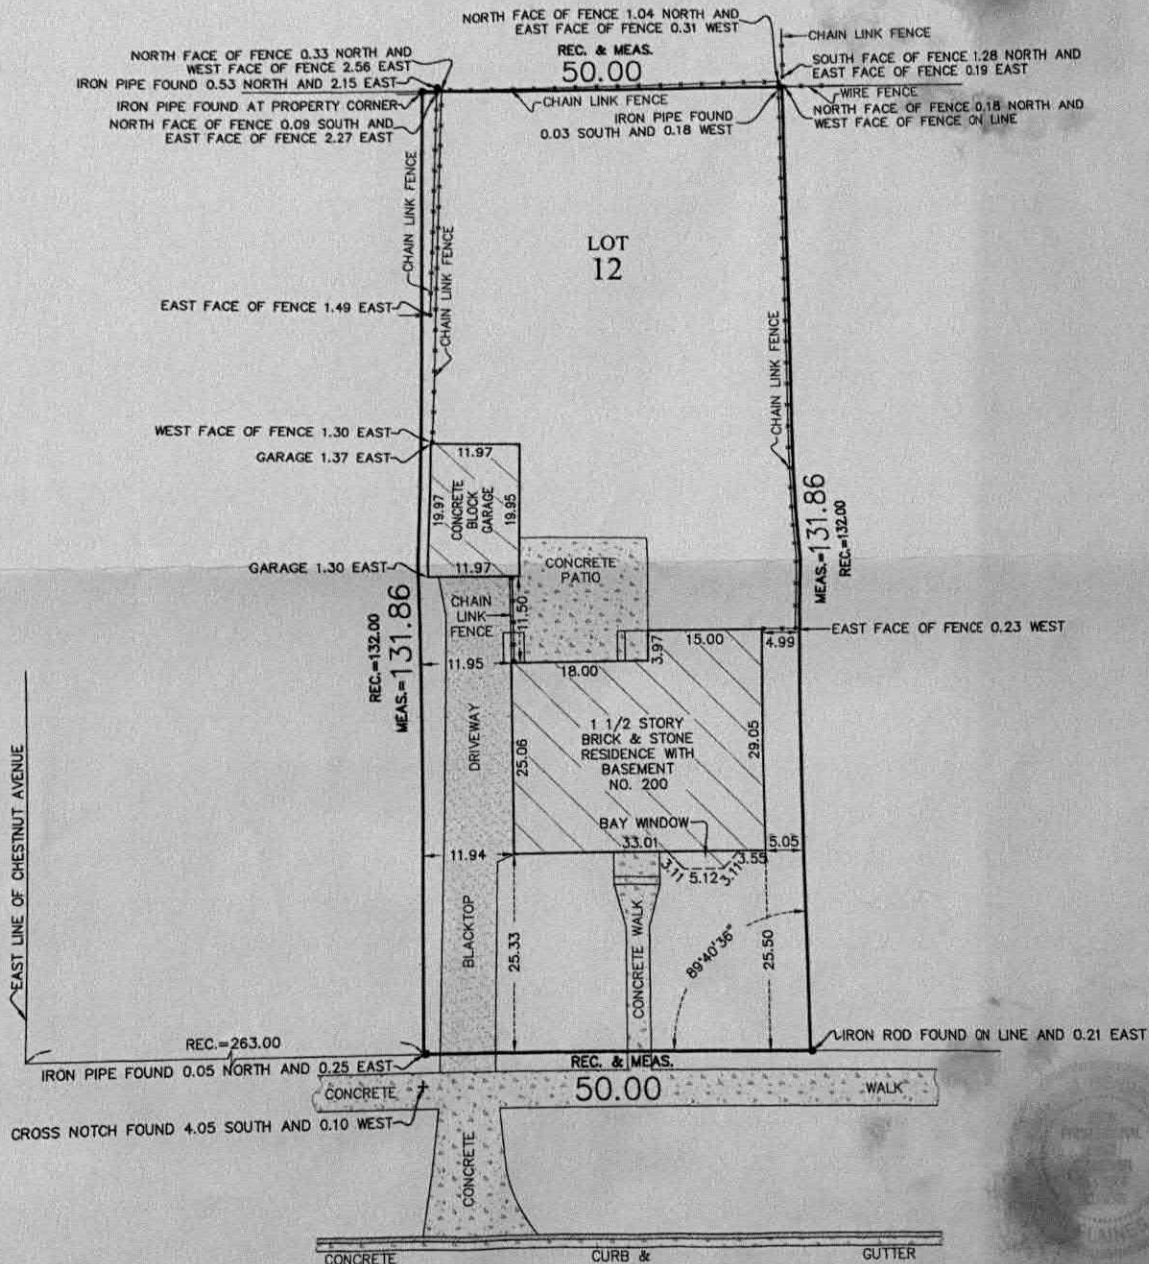 NORTH FACE OF FENCE 1.04 NORTH AND
EAST FACE OF FENCE 0.31 WEST
CHAIN LINK FENCE
NORTH FACE OF FENCE 0.33 NORTH AND
WEST FACE OF FENCE 2.56 EAST
REC. & MEAS.
50.00
SOUTH FACE OF FENCE 1.28 NORTH AND
EAST FACE OF FENCE 0.19 EAST
IRON PIPE FOUND 0.53 NORTH AND 2.15 EAST
WIRE FENCE
IRON PIPE FOUND AT PROPERTY CORNER
CHAIN LINK FENCE
NORTH FACE OF FENCE 0.18 NORTH AND
WEST FACE OF FENCE ON LINE
IRON PIPE FOUND
0.03 SOUTH AND 0.18 WEST
NORTH FACE OF FENCE 0.09 SOUTH AND
EAST FACE OF FENCE 2.27 EAST
CHAIN LINK FENCE
CHAIN LINK FENCE
LOT
12
EAST FACE OF FENCE 1.49 EAST
CHAIN LINK FENCE
WEST FACE OF FENCE 1.30 EAST
GARAGE 1.37 EAST
11.97
19.97
CONCRETE
BLOCK
GARAGE
19.95
11.97
GARAGE 1.30 EAST
MEAS.=131.86
REC.=132.00
CONCRETE
PATIO
CHAIN
LINK
FENCE
11.50
REC.=132.00
MEAS.=131.86
EAST FACE OF FENCE 0.23 WEST
15.00
4.99
3.97
11.95
18.00
EAST LINE OF CHESTNUT AVENUE
DRIVEWAY
25.06
1 1/2 STORY
BRICK & STONE
RESIDENCE WITH
BASEMENT
NO. 200
29.05
BAY WINDOW
33.01
5.05
11.94
3.11
5.12
3.11
3.55
BLACKTOP
25.33
CONCRETE WALK
89°40'36"
25.50
REC.=263.00
IRON ROD FOUND ON LINE AND 0.21 EAST
IRON PIPE FOUND 0.05 NORTH AND 0.25 EAST
REC. & MEAS.
50.00
CONCRETE
WALK
CROSS NOTCH FOUND 4.05 SOUTH AND 0.10 WEST
CONCRETE
CONCRETE
CURB &
GUTTER